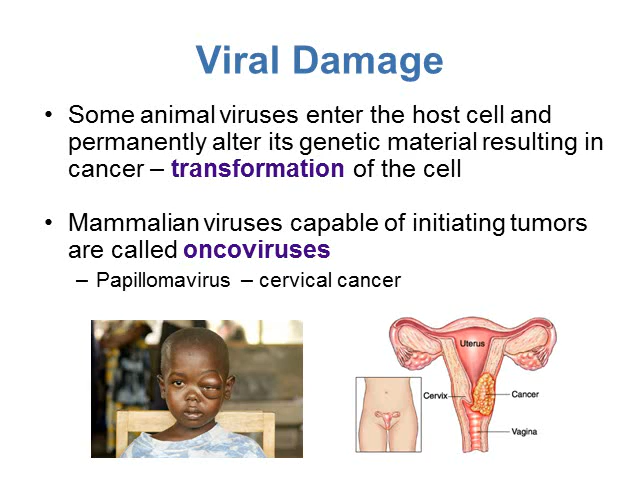 Viral Damage
• Some animal viruses enter the host cell and
permanently alter its genetic material resulting in
cancer – transformation of the cell
• Mammalian viruses capable of initiating tumors
are called oncoviruses
– Papillomavirus – cervical cancer
Uterus
Cervix
Cancer
Vagina